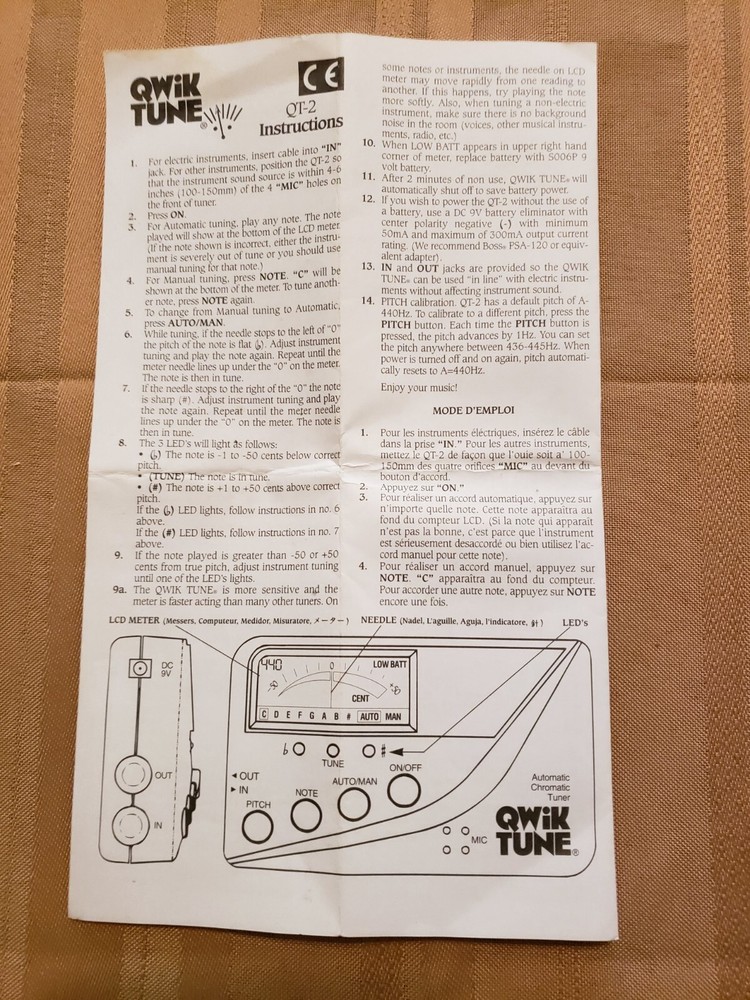 QWiK
TUNE®
CE
QT-2
Instructions
1. For electric instruments, insert cable into "IN"
jack. For other instruments, position the QT-2 so
that the instrument sound source is within 4-6
inches (100-150mm) of the 4 "MIC" holes on
the front of tuner.
2. Press ON.
3. For Automatic tuning, play any note. The note
played will show at the bottom of the LCD meter.
(If the note shown is incorrect, either the instru-
ment is severely out of tune or you should use
manual tuning for that note.)
4. For Manual tuning, press NOTE. "C" will be
shown at the bottom of the meter. To tune anoth-
er note, press NOTE again.
5. To change from Manual tuning to Automatic,
press AUTO/MAN.
6. While tuning, if the needle stops to the left of "0"
the pitch of the note is flat (♭). Adjust instrument
tuning and play the note again. Repeat until the
meter needle lines up under the "0" on the meter.
The note is then in tune.
7. If the needle stops to the right of the "0" the note
is sharp (#). Adjust instrument tuning and play
the note again. Repeat until the meter needle
lines up under the "0" on the meter. The note is
then in tune.
8. The 3 LED's will light as follows:
• (♭) The note is -1 to -50 cents below correct
pitch.
• (TUNE) The note is in tune.
• (#) The note is +1 to +50 cents above correct
pitch.
If the (♭) LED lights, follow instructions in no. 6
above.
If the (#) LED lights, follow instructions in no. 7
above.
9. If the note played is greater than -50 or +50
cents from true pitch, adjust instrument tuning
until one of the LED's lights.
9a. The QWIK TUNE® is more sensitive and the
meter is faster acting than many other tuners. On
some notes or instruments, the needle on LCD
meter may move rapidly from one reading to
another. If this happens, try playing the note
more softly. Also, when tuning a non-electric
instrument, make sure there is no background
noise in the room (voices, other musical instru-
ments, radio, etc.)
10. When LOW BATT appears in upper right hand
corner of meter, replace battery with 5006P 9
volt battery.
11. After 2 minutes of non use, QWIK TUNE® will
automatically shut off to save battery power.
12. If you wish to power the QT-2 without the use of
a battery, use a DC 9V battery eliminator with
center polarity negative (-) with minimum
50mA and maximum of 300mA output current
rating. (We recommend Boss® PSA-120 or equiv-
alent adapter).
13. IN and OUT jacks are provided so the QWIK
TUNE® can be used "in line" with electric instru-
ments without affecting instrument sound.
14. PITCH calibration. QT-2 has a default pitch of A-
440Hz. To calibrate to a different pitch, press the
PITCH button. Each time the PITCH button is
pressed, the pitch advances by 1Hz. You can set
the pitch anywhere between 436-445Hz. When
power is turned off and on again, pitch automati-
cally resets to A=440Hz.
Enjoy your music!
MODE D'EMPLOI
1. Pour les instruments éléctriques, insérez le câble
dans la prise "IN." Pour les autres instruments,
mettez le QT-2 de façon que l'ouie soit a' 100-
150mm des quatre orifices "MIC" au devant du
bouton d'accord.
2. Appuyez sur "ON."
3. Pour réaliser un accord automatique, appuyez sur
n'importe quelle note. Cette note apparaîtra au
fond du compteur LCD. (Si la note qui apparaît
n'est pas la bonne, c'est parce que l'instrument
est sérieusement desaccordé ou bien utilisez l'ac-
cord manuel pour cette note).
4. Pour réaliser un accord manuel, appuyez sur
NOTE. "C" apparaîtra au fond du compteur.
Pour accorder une autre note, appuyez sur NOTE
encore une fois.
LCD METER (Messers, Computeur, Medidor, Misuratore, メーター)
NEEDLE (Nadel, L'aguille, Aguja, l'indicatore, 針)
LED's
DC
9V
OUT
IN
440
0
LOW BATT
-50
+50
CENT
C D E F G A B # AUTO MAN
♭
TUNE
♯
◄ OUT
► IN
PITCH
NOTE
AUTO/MAN
ON/OFF
MIC
Automatic
Chromatic
Tuner
QWiK
TUNE®